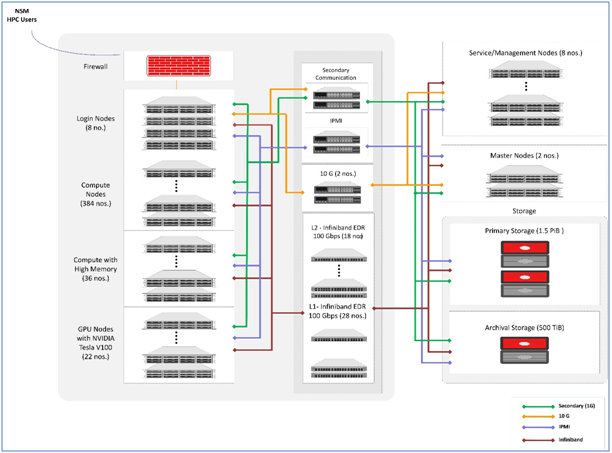 NSM
HPC Users
Firewall
Login Nodes
(8 no.)
Compute
Nodes
(384 nos.)
Compute with
High Memory
(36 nos.)
GPU Nodes
with NVIDIA
Tesla V100
(22 nos.)
Secondary
Communication
IPMI
10 G (2 nos.)
L2 - Infiniband EDR
100 Gbps (18 no)
L1- Infiniband EDR
100 Gbps (28 nos.)
Service/Management Nodes (8 nos.)
Master Nodes (2 nos.)
Storage
Primary Storage (1.5 PiB )
Archival Storage (500 TiB)
Secondary (1G)
10 G
IPMI
Infiniband